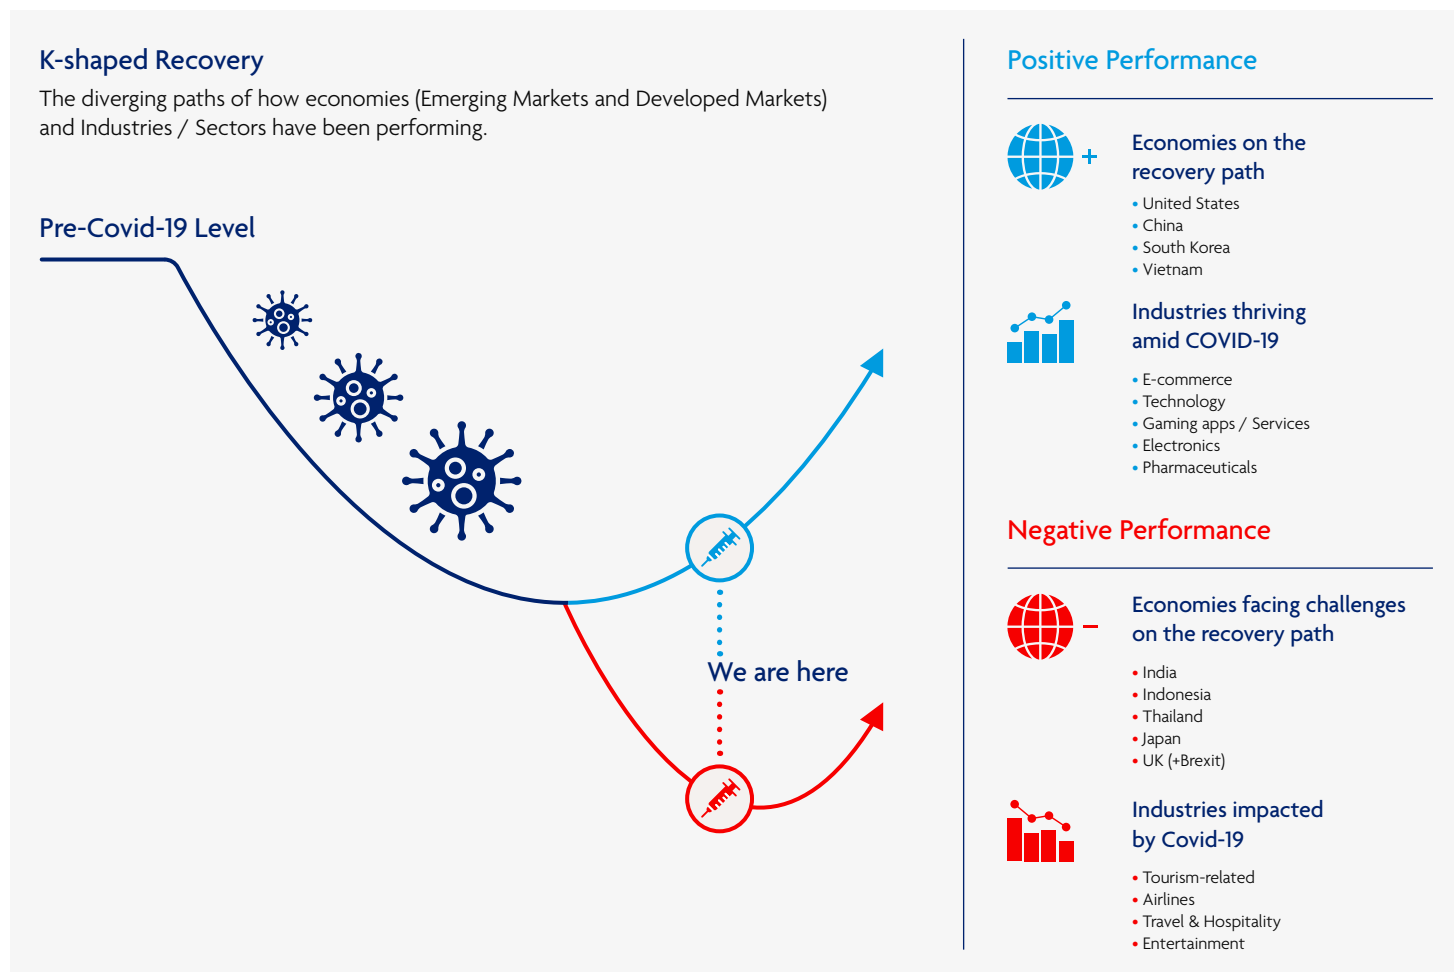 K-shaped Recovery
The diverging paths of how economies (Emerging Markets and Developed Markets)
and Industries / Sectors have been performing.
Pre-Covid-19 Level
We are here
Positive Performance
Economies on the
recovery path
• United States
• China
• South Korea
• Vietnam
Industries thriving
amid COVID-19
• E-commerce
• Technology
• Gaming apps / Services
• Electronics
• Pharmaceuticals
Negative Performance
Economies facing challenges
on the recovery path
• India
• Indonesia
• Thailand
• Japan
• UK (+Brexit)
Industries impacted
by Covid-19
• Tourism-related
• Airlines
• Travel & Hospitality
• Entertainment